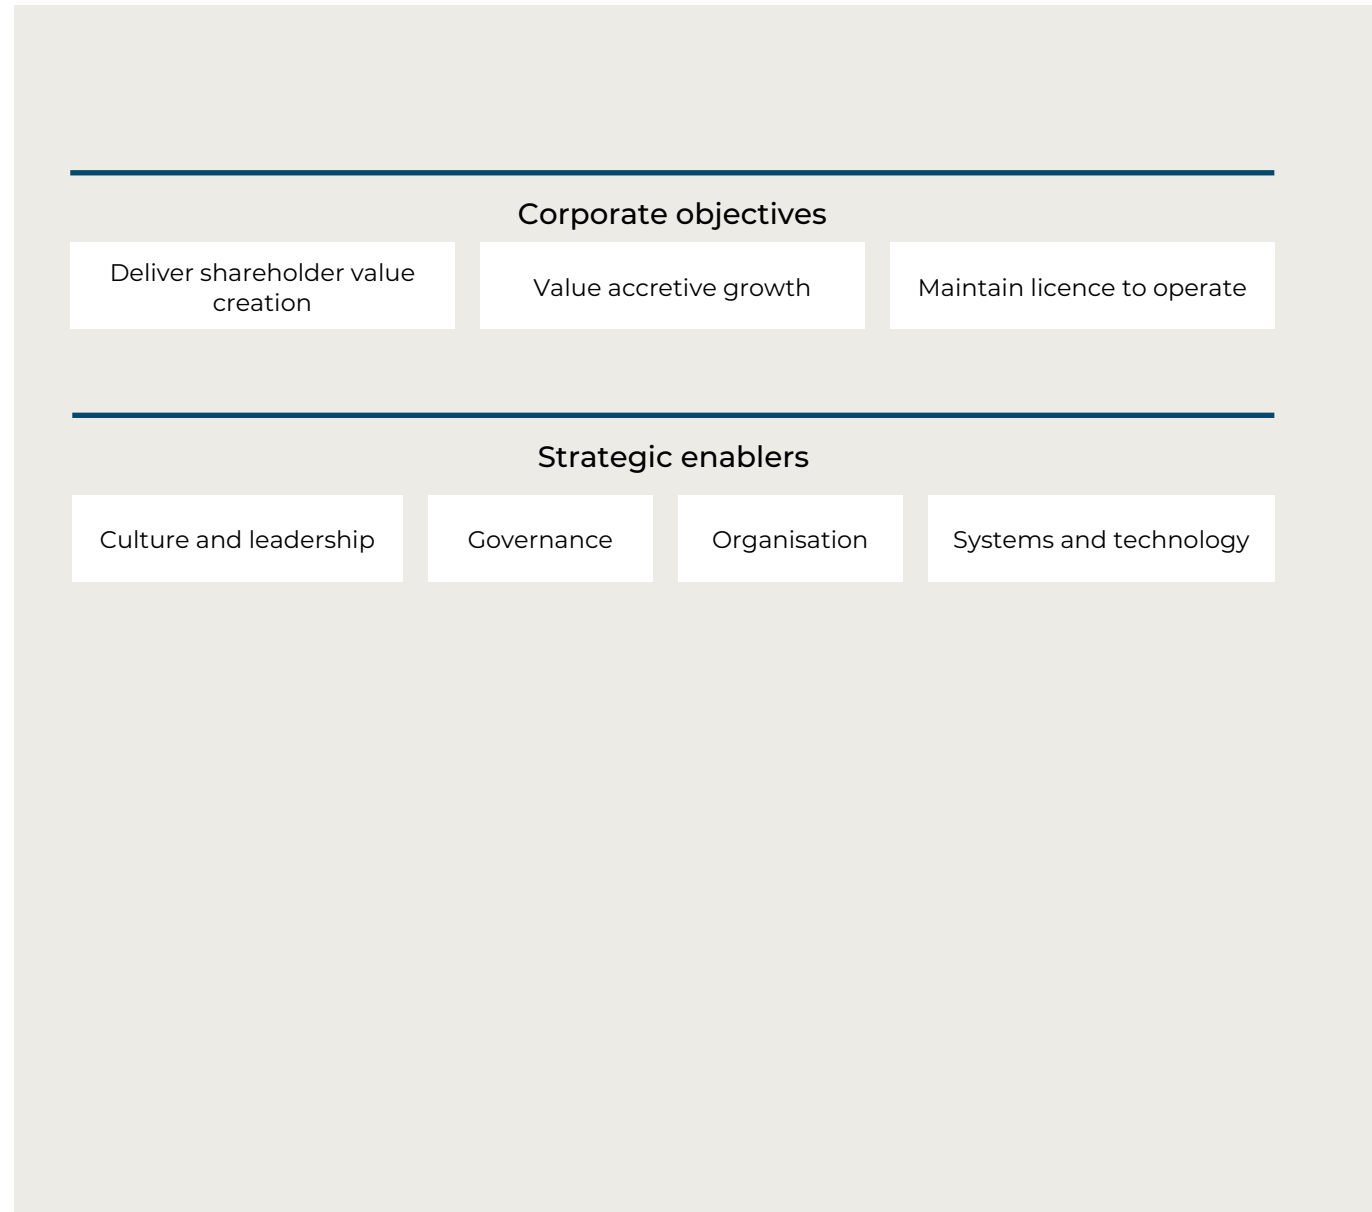 Corporate objectives
Deliver shareholder value
creation
Value accretive growth
Maintain licence to operate
Strategic enablers
Culture and leadership
Governance
Organisation
Systems and technology